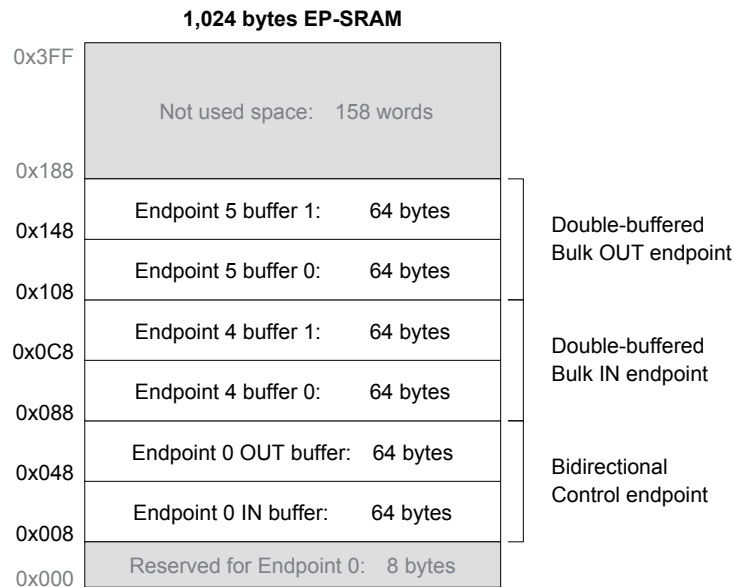 1,024 bytes EP-SRAM
0x3FF
Not used space: 158 words
0x188
Endpoint 5 buffer 1: 64 bytes
0x148
Endpoint 5 buffer 0: 64 bytes
Double-buffered
Bulk OUT endpoint
0x108
Endpoint 4 buffer 1: 64 bytes
0x0C8
Endpoint 4 buffer 0: 64 bytes
Double-buffered
Bulk IN endpoint
0x088
Endpoint 0 OUT buffer: 64 bytes
0x048
Endpoint 0 IN buffer: 64 bytes
Bidirectional
Control endpoint
0x008
Reserved for Endpoint 0: 8 bytes
0x000